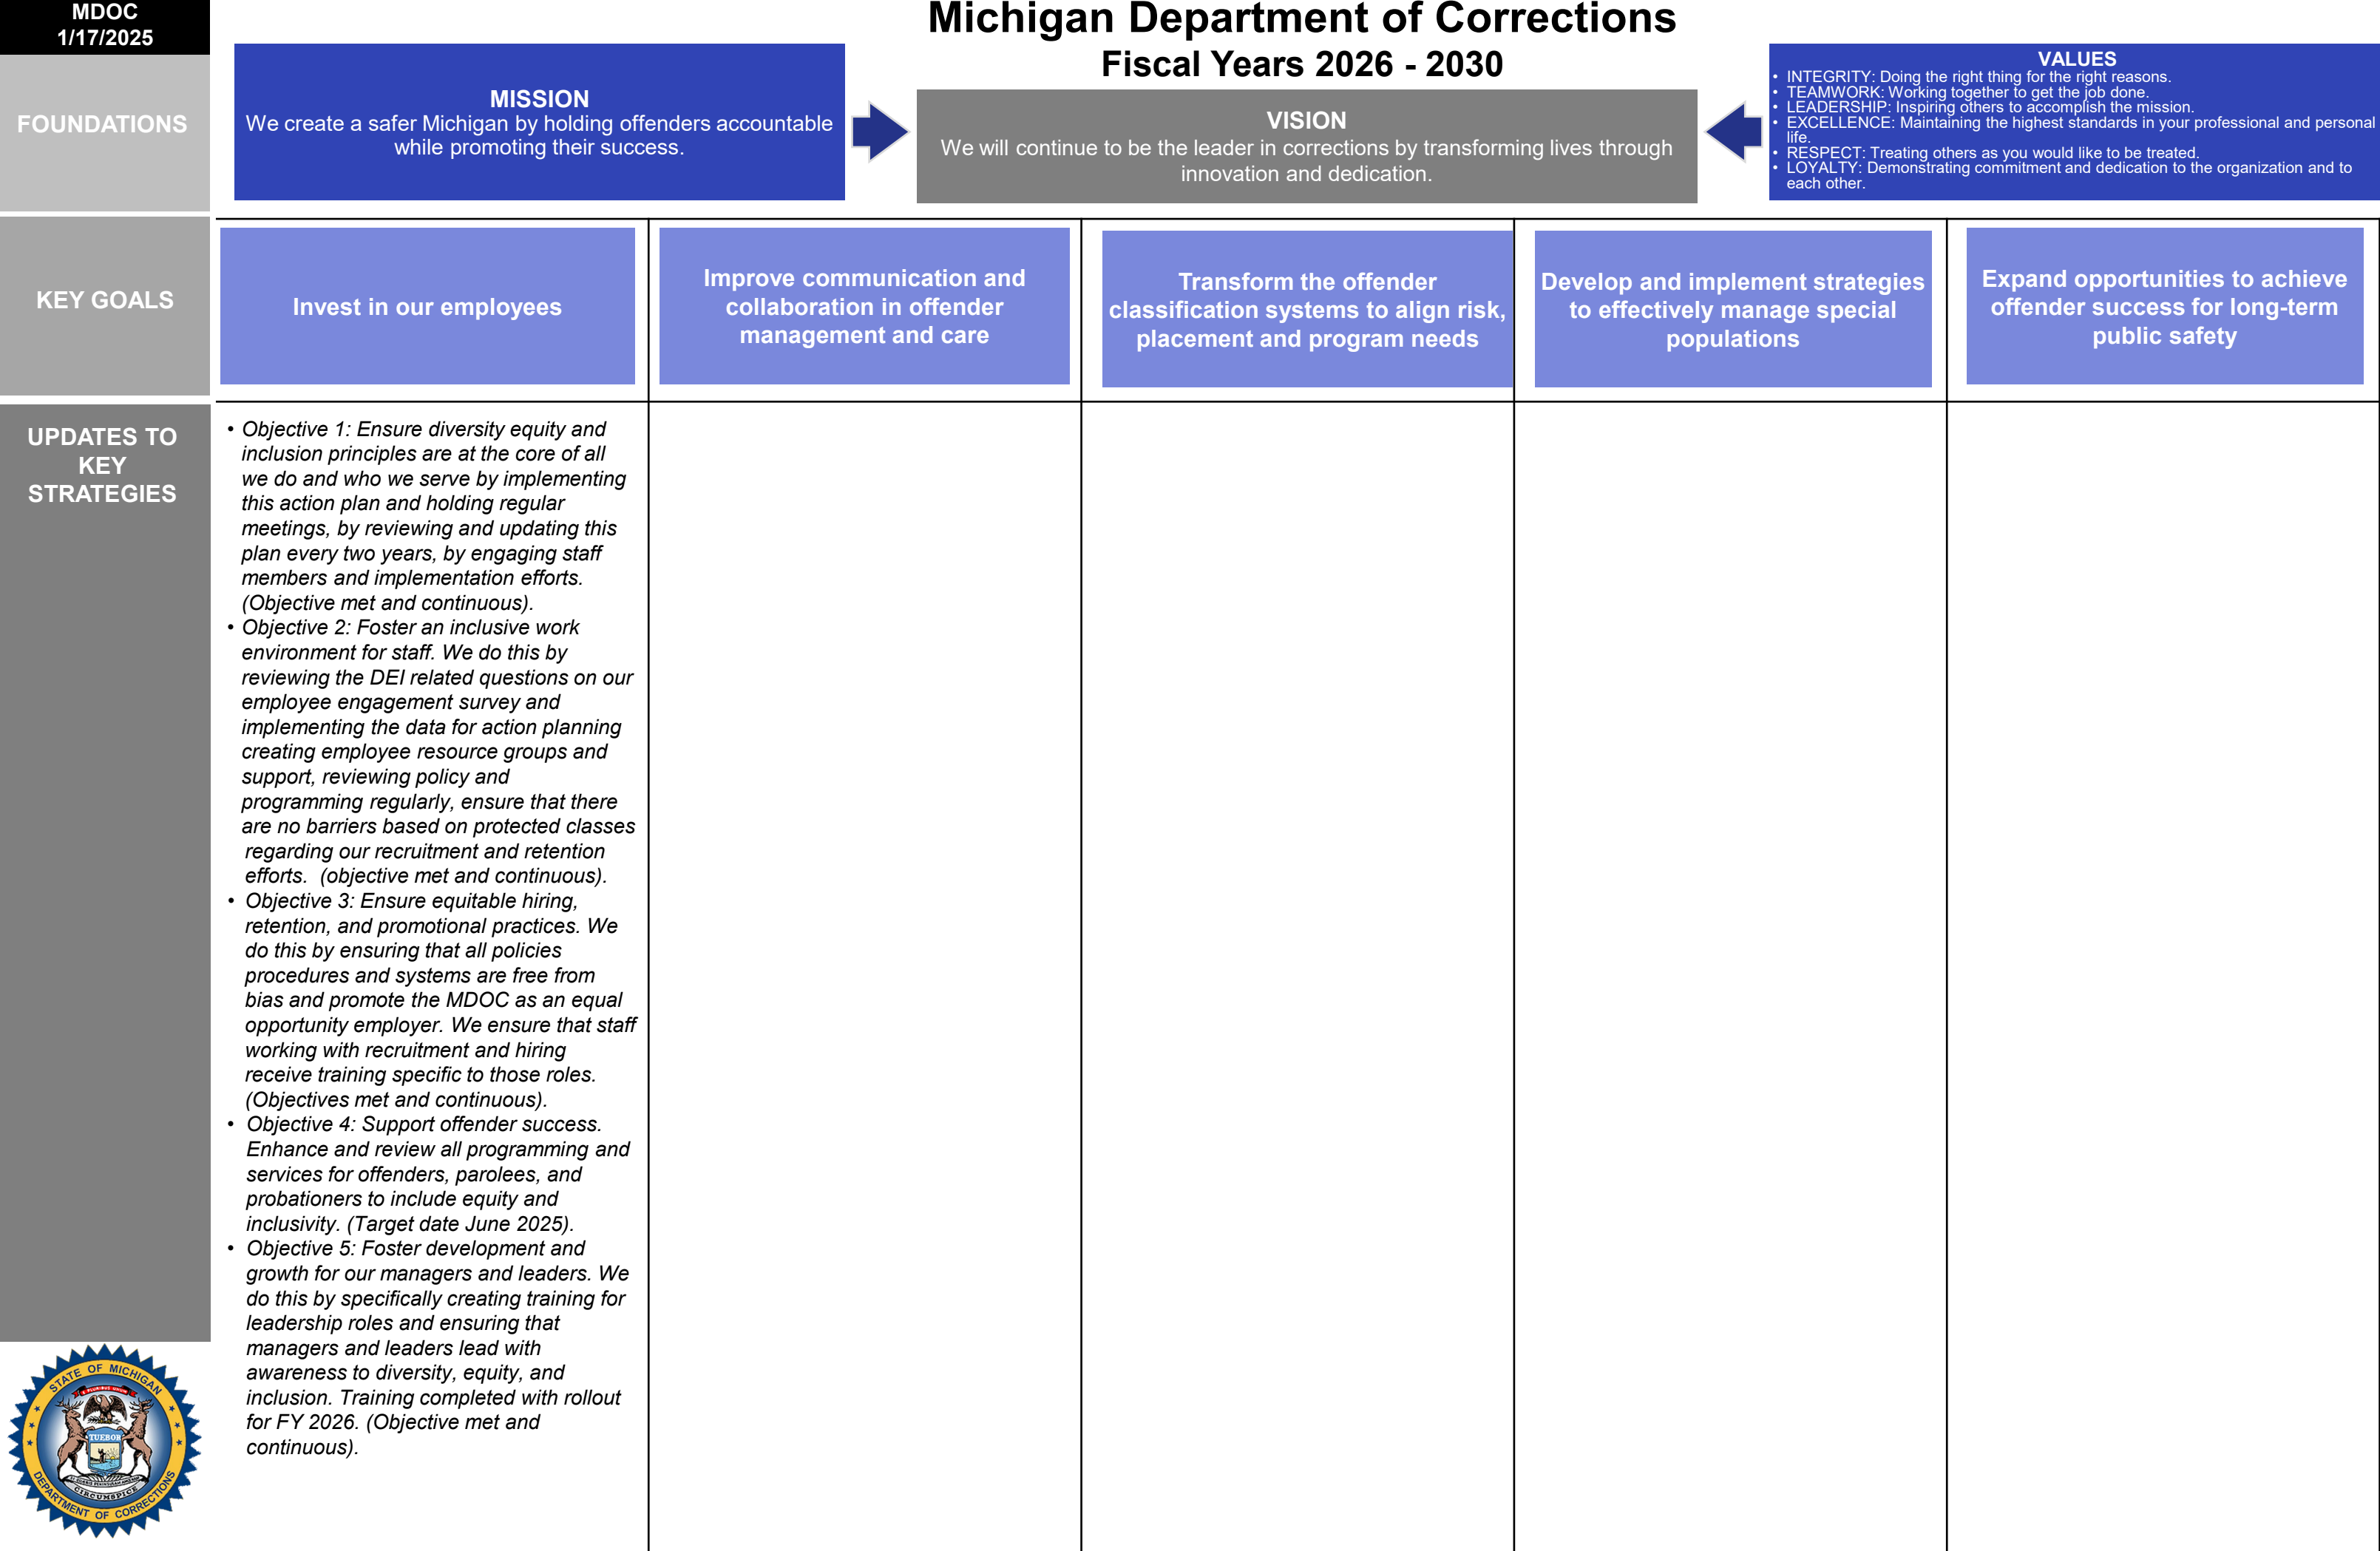 MDOC
1/17/2025
Michigan Department of Corrections
Fiscal Years 2026 - 2030
FOUNDATIONS
MISSION
We create a safer Michigan by holding offenders accountable
while promoting their success.
VISION
We will continue to be the leader in corrections by transforming lives through
innovation and dedication.
VALUES
• INTEGRITY: Doing the right thing for the right reasons.
• TEAMWORK: Working together to get the job done.
• LEADERSHIP: Inspiring others to accomplish the mission.
• EXCELLENCE: Maintaining the highest standards in your professional and personal
life.
• RESPECT: Treating others as you would like to be treated.
• LOYALTY: Demonstrating commitment and dedication to the organization and to
each other.
KEY GOALS
Invest in our employees
Improve communication and
collaboration in offender
management and care
Transform the offender
classification systems to align risk,
placement and program needs
Develop and implement strategies
to effectively manage special
populations
Expand opportunities to achieve
offender success for long-term
public safety
UPDATES TO
KEY
STRATEGIES
• Objective 1: Ensure diversity equity and
inclusion principles are at the core of all
we do and who we serve by implementing
this action plan and holding regular
meetings, by reviewing and updating this
plan every two years, by engaging staff
members and implementation efforts.
(Objective met and continuous).
• Objective 2: Foster an inclusive work
environment for staff. We do this by
reviewing the DEI related questions on our
employee engagement survey and
implementing the data for action planning
creating employee resource groups and
support, reviewing policy and
programming regularly, ensure that there
are no barriers based on protected classes
regarding our recruitment and retention
efforts. (objective met and continuous).
• Objective 3: Ensure equitable hiring,
retention, and promotional practices. We
do this by ensuring that all policies
procedures and systems are free from
bias and promote the MDOC as an equal
opportunity employer. We ensure that staff
working with recruitment and hiring
receive training specific to those roles.
(Objectives met and continuous).
• Objective 4: Support offender success.
Enhance and review all programming and
services for offenders, parolees, and
probationers to include equity and
inclusivity. (Target date June 2025).
• Objective 5: Foster development and
growth for our managers and leaders. We
do this by specifically creating training for
leadership roles and ensuring that
managers and leaders lead with
awareness to diversity, equity, and
inclusion. Training completed with rollout
for FY 2026. (Objective met and
continuous).
STATE OF MICHIGAN
TUEBOR
CIRCUMSPICE
DEPARTMENT OF CORRECTIONS